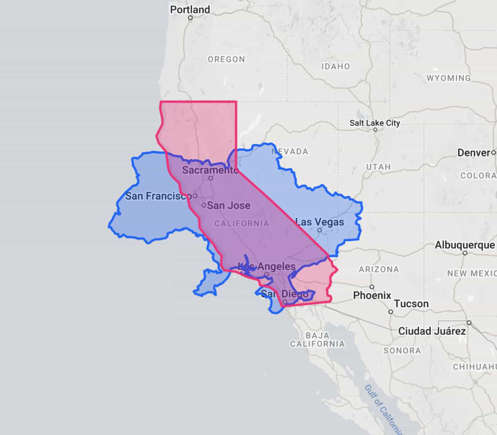 Portland
OREGON
IDAHO
WYOMING
Salt Lake City
NEVADA
Denver
Sacramento
UTAH
COLORA
San Francisco
San Jose
CALIFORNIA
Las Vegas
Albuquerque
Los Angeles
ARIZONA
NEW MEXIC
San Diego
Phoenix
Tucson
Ciudad Juárez
BAJA
CALIFORNIA
SONORA
CHIHUAH
Gulf of California